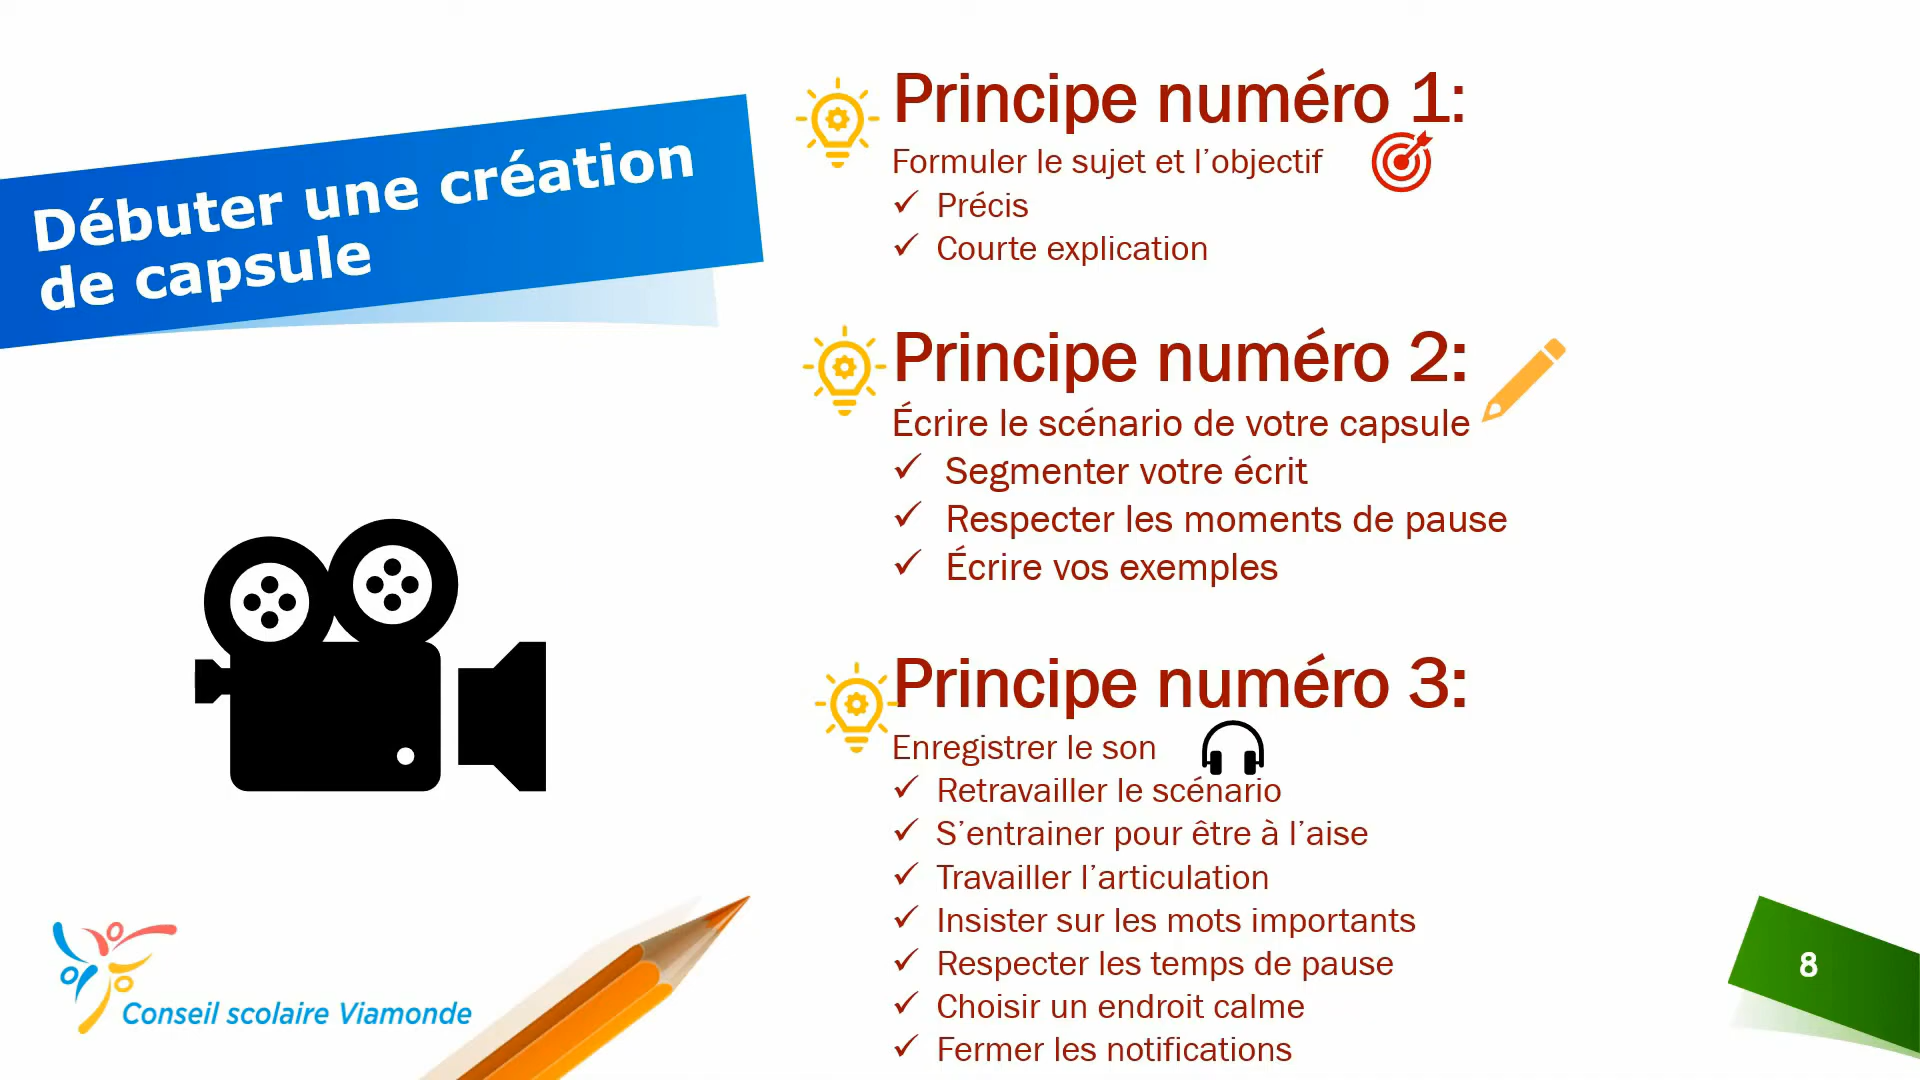 Débuter une création
de capsule
Principe numéro 1:
Formuler le sujet et l’objectif
✓ Précis
✓ Courte explication
Principe numéro 2:
Écrire le scénario de votre capsule
✓ Segmenter votre écrit
✓ Respecter les moments de pause
✓ Écrire vos exemples
Principe numéro 3:
Enregistrer le son
✓ Retravailler le scénario
✓ S’entrainer pour être à l’aise
✓ Travailler l’articulation
✓ Insister sur les mots importants
✓ Respecter les temps de pause
✓ Choisir un endroit calme
✓ Fermer les notifications
Conseil scolaire Viamonde
8